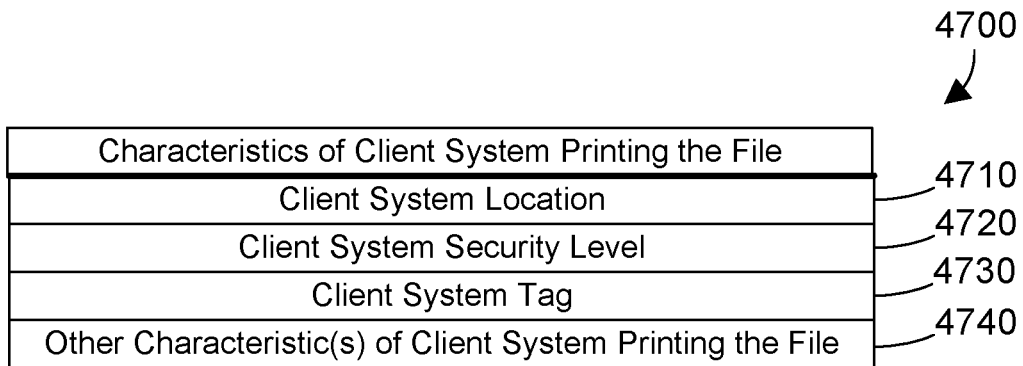 4700
Characteristics of Client System Printing the File
Client System Location
4710
Client System Security Level
4720
Client System Tag
4730
Other Characteristic(s) of Client System Printing the File
4740